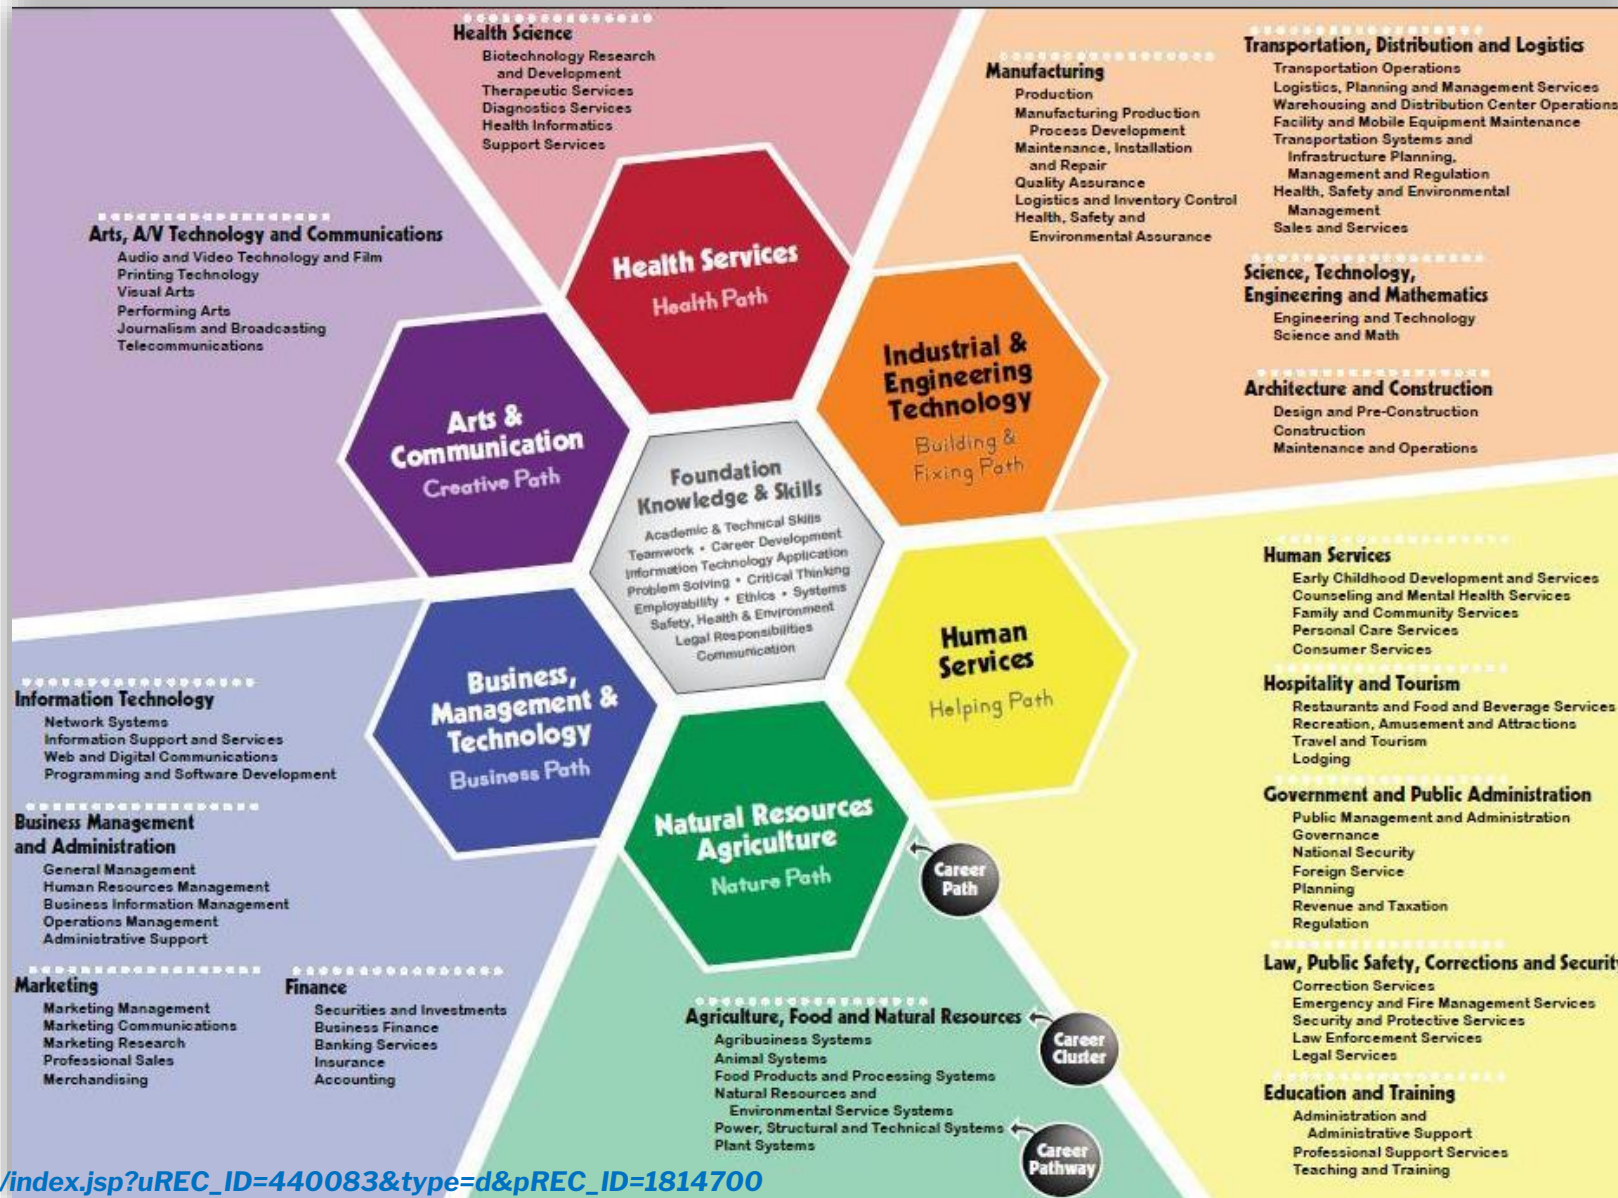 Health Science
Biotechnology Research
and Development
Therapeutic Services
Diagnostics Services
Health Informatics
Support Services
Manufacturing
Production
Manufacturing Production
Process Development
Maintenance, Installation
and Repair
Quality Assurance
Logistics and Inventory Control
Health, Safety and
Environmental Assurance
Transportation, Distribution and Logistics
Transportation Operations
Logistics, Planning and Management Services
Warehousing and Distribution Center Operations
Facility and Mobile Equipment Maintenance
Transportation Systems and
Infrastructure Planning,
Management and Regulation
Health, Safety and Environmental
Management
Sales and Services
Science, Technology,
Engineering and Mathematics
Engineering and Technology
Science and Math
Architecture and Construction
Design and Pre-Construction
Construction
Maintenance and Operations
Arts, A/V Technology and Communications
Audio and Video Technology and Film
Printing Technology
Visual Arts
Performing Arts
Journalism and Broadcasting
Telecommunications
Health Services
Health Path
Industrial &
Engineering
Technology
Building &
Fixing Path
Arts &
Communication
Creative Path
Foundation
Knowledge & Skills
Academic & Technical Skills
Teamwork • Career Development
Information Technology Application
Problem Solving • Critical Thinking
Employability • Ethics • Systems
Safety, Health & Environment
Legal Responsibilities
Communication
Human
Services
Helping Path
Business,
Management &
Technology
Business Path
Natural Resources
Agriculture
Nature Path
Career
Path
Human Services
Early Childhood Development and Services
Counseling and Mental Health Services
Family and Community Services
Personal Care Services
Consumer Services
Hospitality and Tourism
Restaurants and Food and Beverage Services
Recreation, Amusement and Attractions
Travel and Tourism
Lodging
Government and Public Administration
Public Management and Administration
Governance
National Security
Foreign Service
Planning
Revenue and Taxation
Regulation
Law, Public Safety, Corrections and Security
Correction Services
Emergency and Fire Management Services
Security and Protective Services
Law Enforcement Services
Legal Services
Education and Training
Administration and
Administrative Support
Professional Support Services
Teaching and Training
Information Technology
Network Systems
Information Support and Services
Web and Digital Communications
Programming and Software Development
Business Management
and Administration
General Management
Human Resources Management
Business Information Management
Operations Management
Administrative Support
Marketing
Marketing Management
Marketing Communications
Marketing Research
Professional Sales
Merchandising
Finance
Securities and Investments
Business Finance
Banking Services
Insurance
Accounting
Agriculture, Food and Natural Resources
Agribusiness Systems
Animal Systems
Food Products and Processing Systems
Natural Resources and
Environmental Service Systems
Power, Structural and Technical Systems
Plant Systems
Career
Cluster
Career
Pathway
/index.jsp?uREC_ID=440083&type=d&pREC_ID=1814700